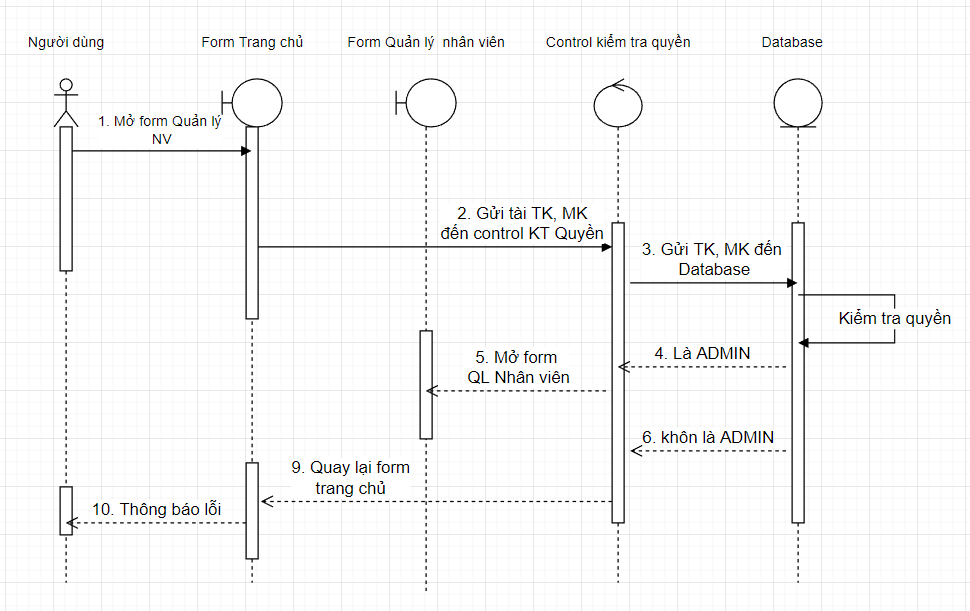 Người dùng
Form Trang chủ
Form Quản lý nhân viên
Control kiểm tra quyền
Database
1. Mở form Quản lý
NV
2. Gửi tài TK, MK
đến control KT Quyền
3. Gửi TK, MK đến
Database
Kiểm tra quyền
4. Là ADMIN
5. Mở form
QL Nhân viên
6. khôn là ADMIN
9. Quay lại form
trang chủ
10. Thông báo lỗi